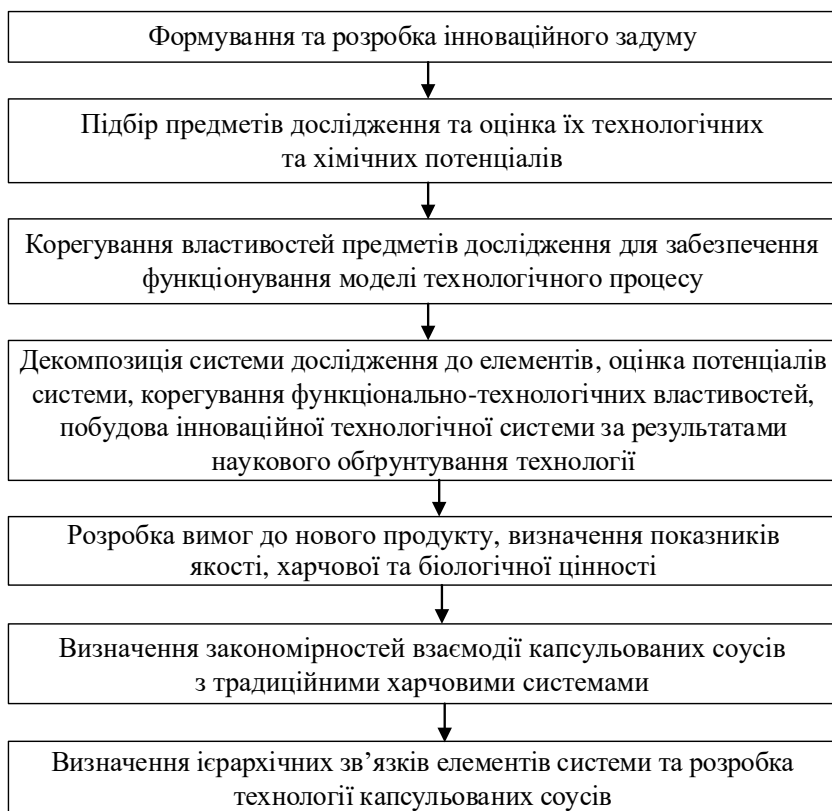 Формування та розробка інноваційного задуму
Підбір предметів дослідження та оцінка їх технологічних
та хімічних потенціалів
Корегування властивостей предметів дослідження для забезпечення
функціонування моделі технологічного процесу
Декомпозиція системи дослідження до елементів, оцінка потенціалів
системи, корегування функціонально-технологічних властивостей,
побудова інноваційної технологічної системи за результатами
наукового обґрунтування технології
Розробка вимог до нового продукту, визначення показників
якості, харчової та біологічної цінності
Визначення закономірностей взаємодії капсульованих соусів
з традиційними харчовими системами
Визначення ієрархічних зв’язків елементів системи та розробка
технології капсульованих соусів